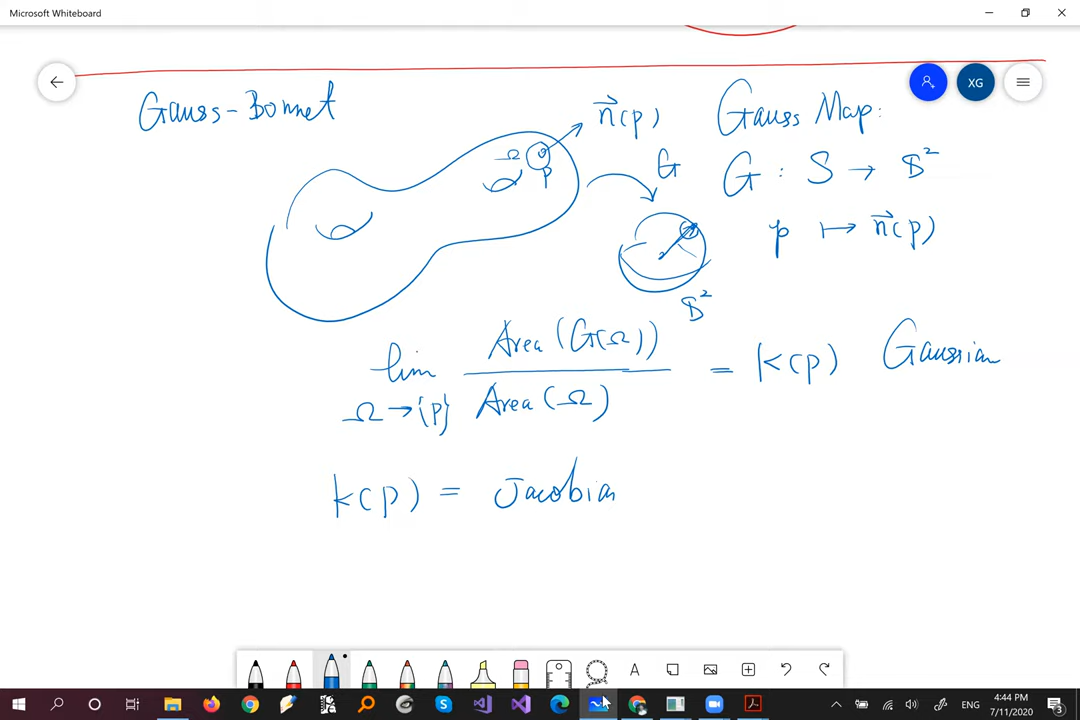 Microsoft Whiteboard
XG
Gauss-Bonnet
n⃗(p)
Gauss Map:
Ω
p
G
G : S → S²
p ↦ n⃗(p)
S²
lim Area(G(Ω)) / Area(Ω) = K(p) Gaussian
Ω→{p}
k(p) = Jacobian
A
ENG
4:44 PM
7/11/2020
3